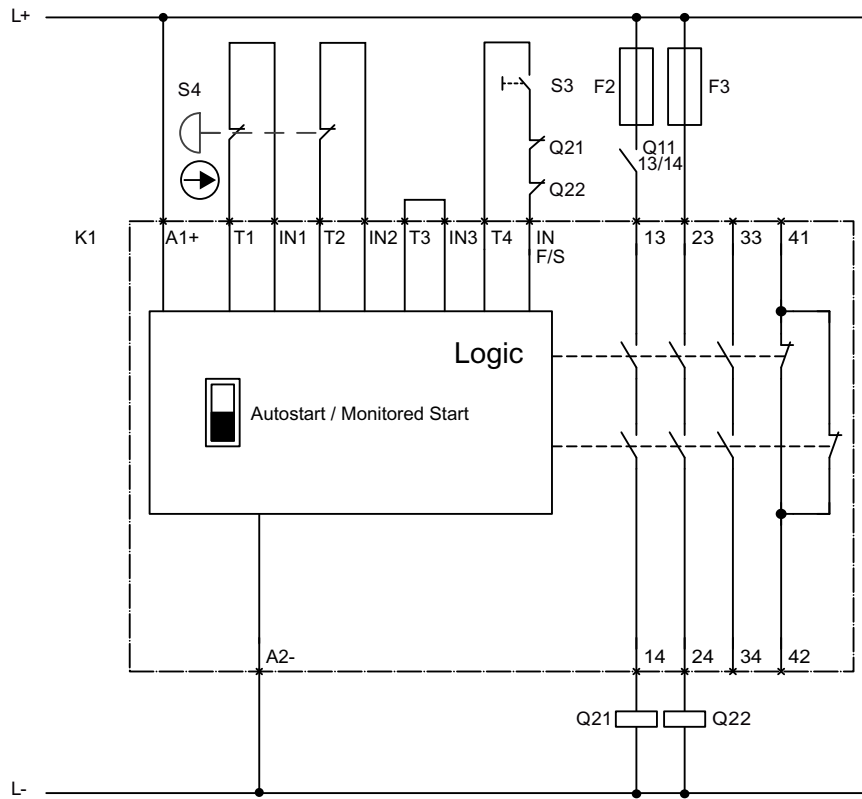 L+
S4
S3
F2
F3
Q21
Q11
13/14
Q22
K1
A1+
T1
IN1
T2
IN2
T3
IN3
T4
IN
F/S
13
23
33
41
Logic
Autostart / Monitored Start
A2-
14
24
34
42
Q21
Q22
L-